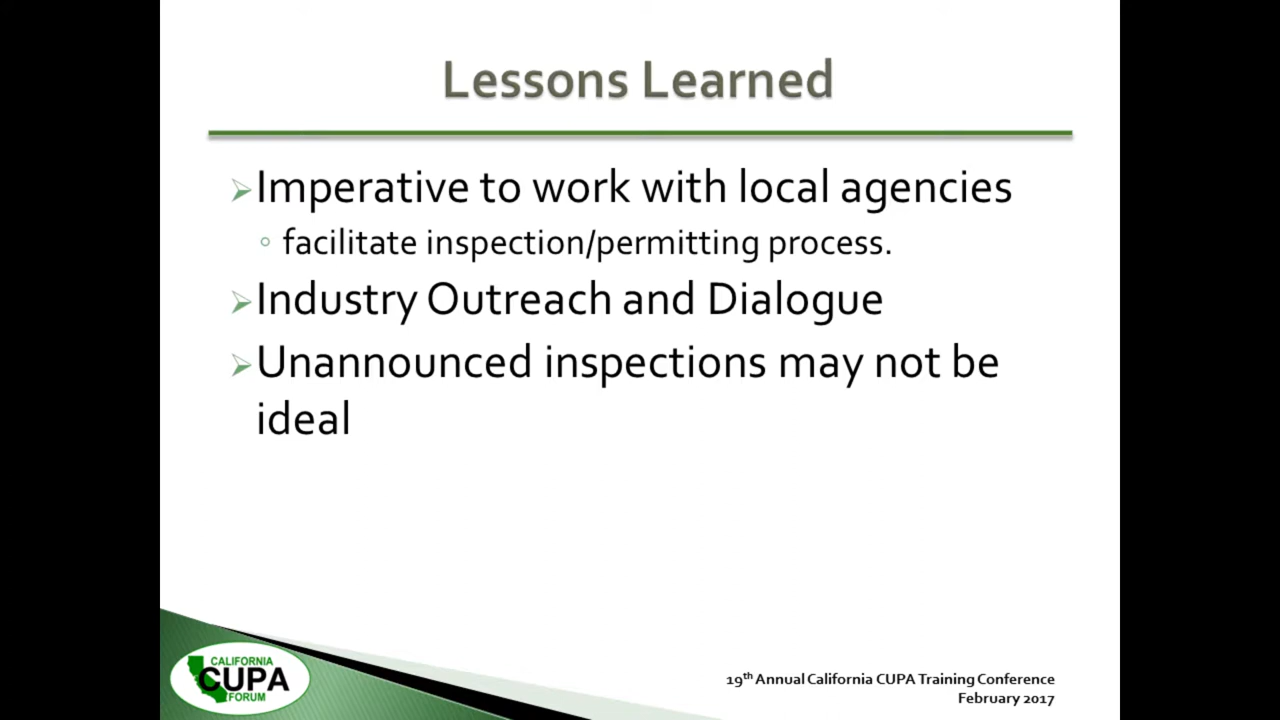 Lessons Learned
Imperative to work with local agencies
facilitate inspection/permitting process.
Industry Outreach and Dialogue
Unannounced inspections may not be
ideal
CALIFORNIA
CUPA
FORUM
19th Annual California CUPA Training Conference
February 2017